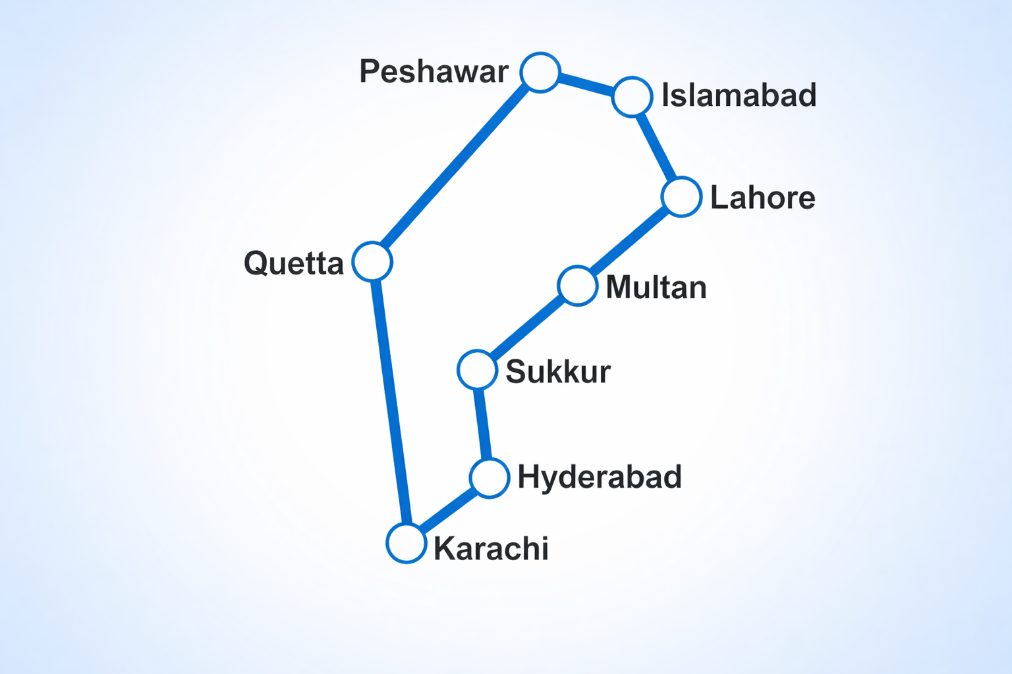 Peshawar
Islamabad
Lahore
Quetta
Multan
Sukkur
Hyderabad
Karachi